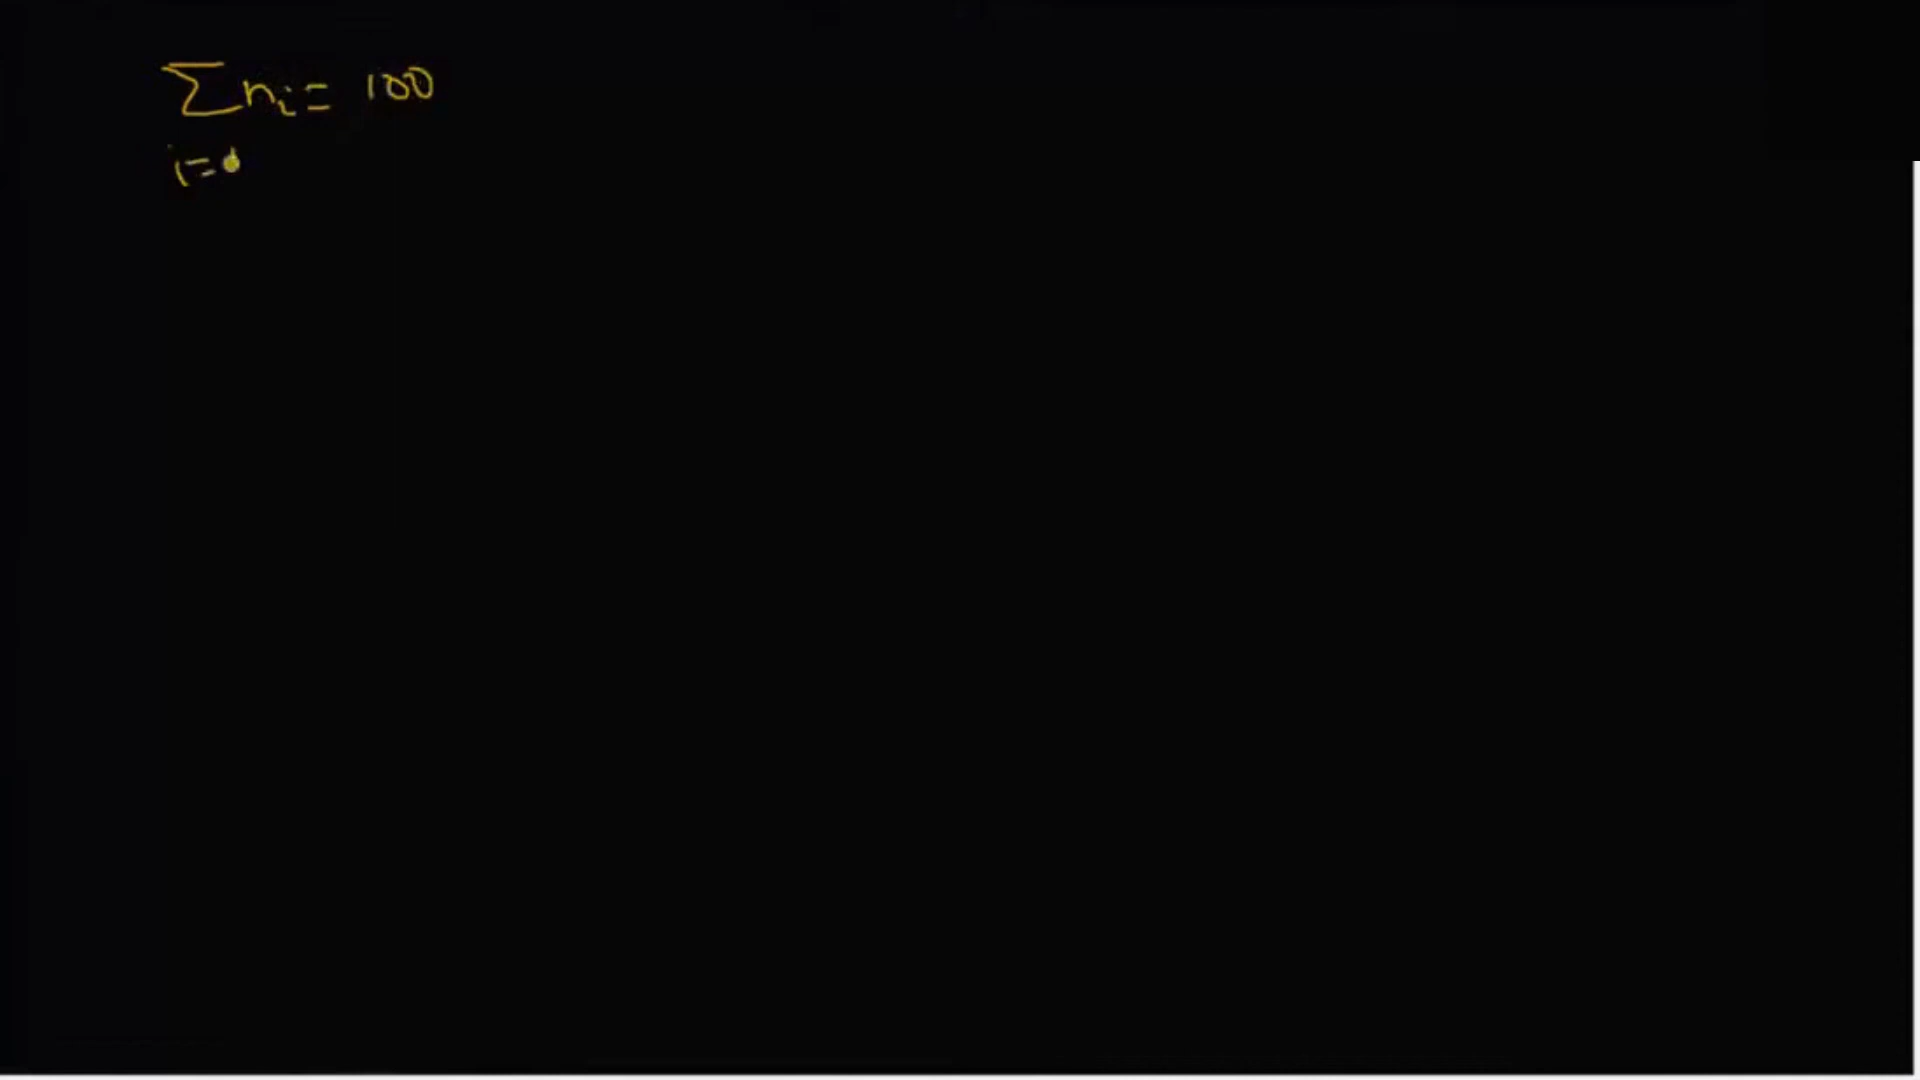 ∑nᵢ = 100
i=